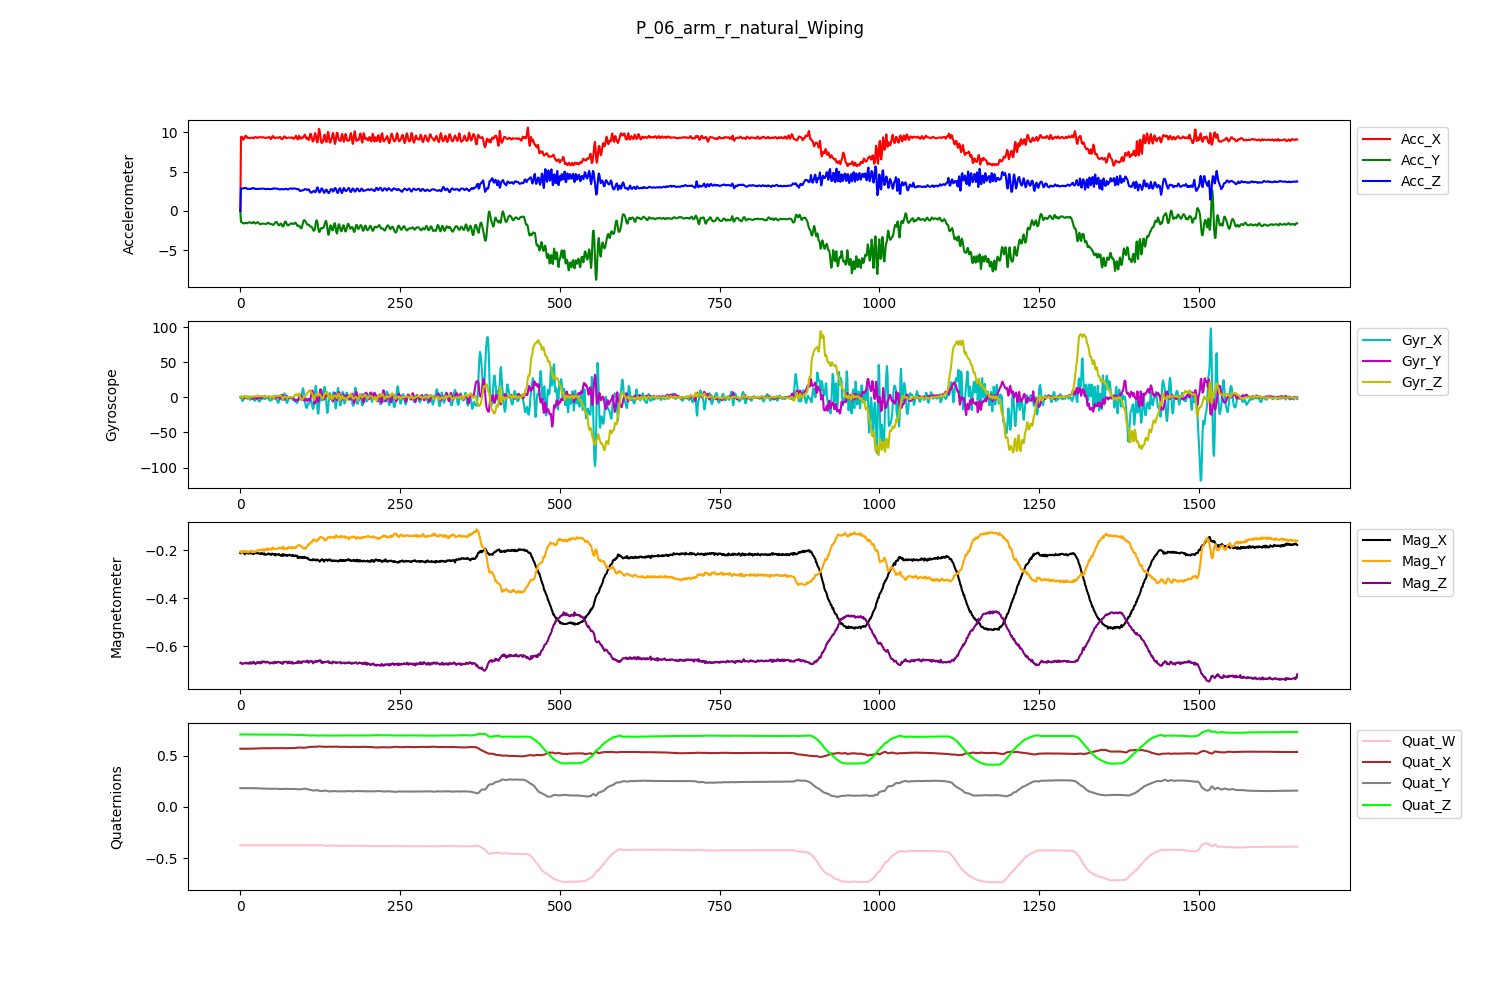 P_06_arm_r_natural_Wiping
Accelerometer
10
5
0
−5
0 250 500 750 1000 1250 1500
Acc_X
Acc_Y
Acc_Z
Gyroscope
100
50
0
−50
−100
0 250 500 750 1000 1250 1500
Gyr_X
Gyr_Y
Gyr_Z
Magnetometer
−0.2
−0.4
−0.6
0 250 500 750 1000 1250 1500
Mag_X
Mag_Y
Mag_Z
Quaternions
0.5
0.0
−0.5
0 250 500 750 1000 1250 1500
Quat_W
Quat_X
Quat_Y
Quat_Z